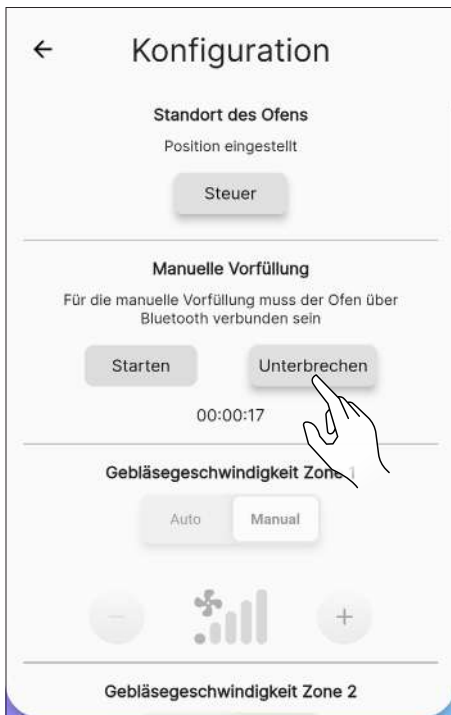 Konfiguration
Standort des Ofens
Position eingestellt
Steuer
Manuelle Vorfüllung
Für die manuelle Vorfüllung muss der Ofen über
Bluetooth verbunden sein
Starten Unterbrechen
00:00:17
Gebläsegeschwindigkeit Zone 1
Auto Manual
Gebläsegeschwindigkeit Zone 2